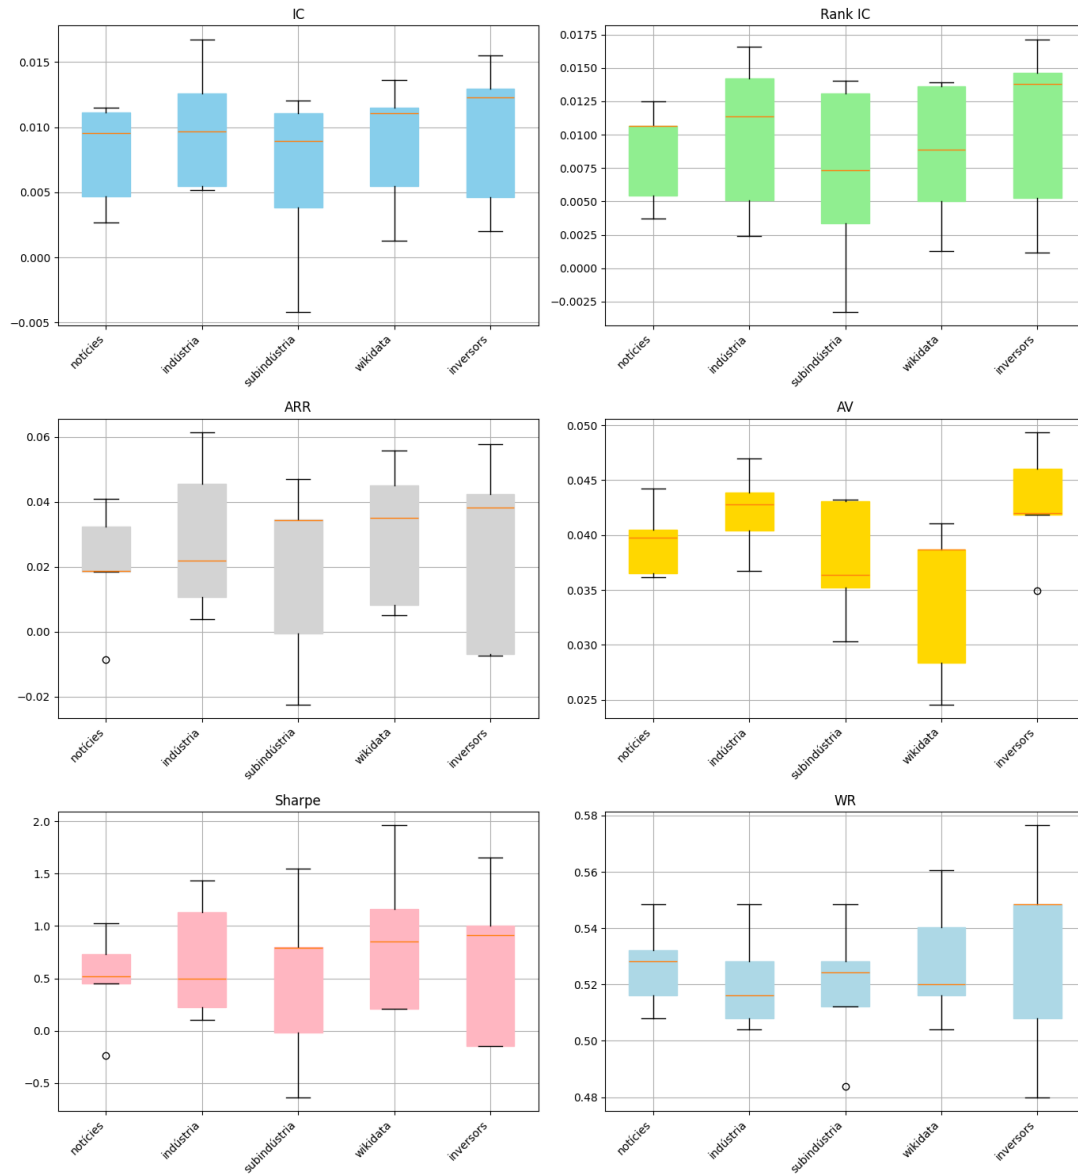 IC
0.015
0.010
0.005
0.000
−0.005
notícies
indústria
subindústria
wikidata
inversors
Rank IC
0.0175
0.0150
0.0125
0.0100
0.0075
0.0050
0.0025
0.0000
−0.0025
notícies
indústria
subindústria
wikidata
inversors
ARR
0.06
0.04
0.02
0.00
−0.02
notícies
indústria
subindústria
wikidata
inversors
AV
0.050
0.045
0.040
0.035
0.030
0.025
notícies
indústria
subindústria
wikidata
inversors
Sharpe
2.0
1.5
1.0
0.5
0.0
−0.5
notícies
indústria
subindústria
wikidata
inversors
WR
0.58
0.56
0.54
0.52
0.50
0.48
notícies
indústria
subindústria
wikidata
inversors